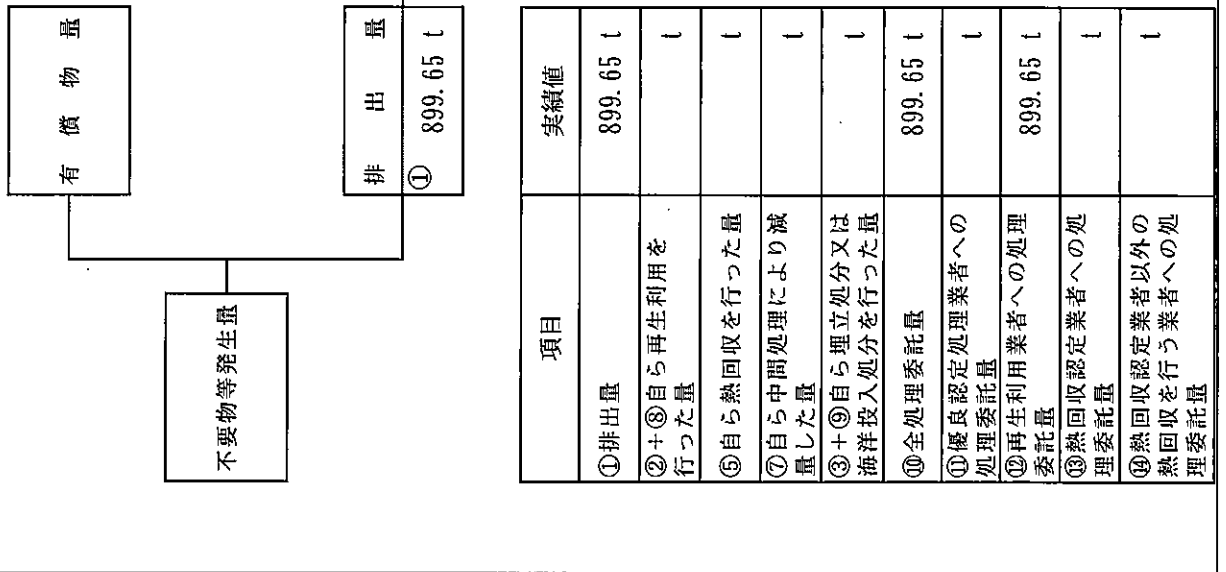 有償物量
不要物等発生量
排出量
① 899.65 t
項目 実績値
①排出量 899.65 t
②+⑧自ら再生利用を
行った量 t
⑤自ら熱回収を行った量 t
⑦自ら中間処理により減
量した量 t
③+⑨自ら埋立処分又は
海洋投入処分を行った量 t
⑩全処理委託量 899.65 t
⑪優良認定処理業者への
処理委託量 t
⑫再生利用業者への処理
委託量 899.65 t
⑬熱回収認定業者への処
理委託量 t
⑭熱回収認定業者以外の
熱回収を行う業者への処
理委託量 t